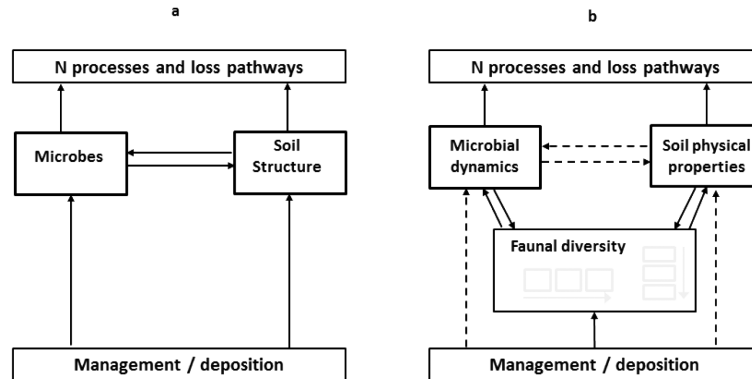 a
N processes and loss pathways
Microbes
Soil
Structure
Management / deposition
b
N processes and loss pathways
Microbial
dynamics
Soil physical
properties
Faunal diversity
Management / deposition